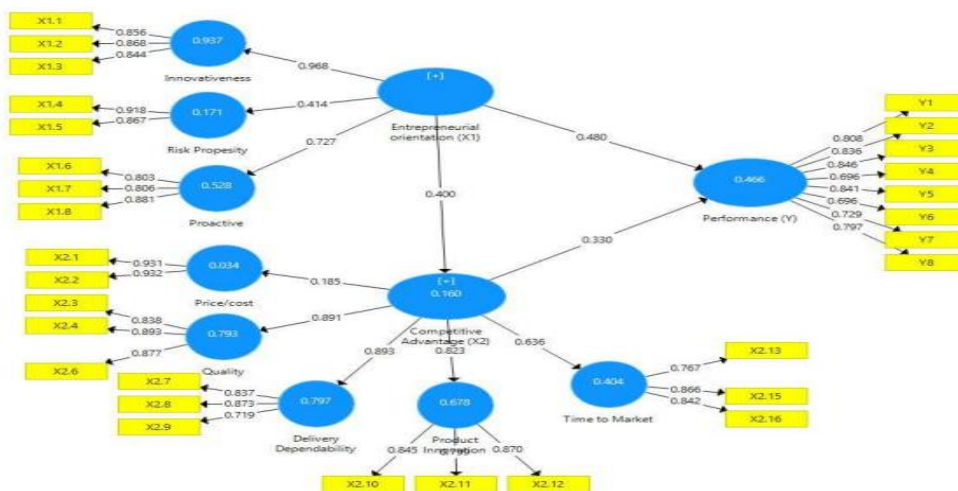 X1.1
0.856
X1.2
0.868
X1.3
0.844
0.937
Innovativeness
0.968
[+]
Entrepreneurial
orientation (X1)
X1.4
0.918
X1.5
0.867
0.171
Risk Propesity
0.414
X1.6
0.803
X1.7
0.806
X1.8
0.881
0.528
Proactive
0.727
0.400
0.480
0.330
0.466
Performance (Y)
Y1
0.808
Y2
0.836
Y3
0.846
Y4
0.696
Y5
0.841
Y6
0.696
Y7
0.729
Y8
0.797
X2.1
0.931
X2.2
0.932
0.034
Price/cost
0.185
[+]
0.160
Competitive
Advantage (X2)
X2.3
0.838
X2.4
0.893
X2.6
0.877
0.793
Quality
0.891
X2.7
0.837
X2.8
0.873
X2.9
0.719
0.797
Delivery
Dependability
0.893
0.823
0.678
Product
Innovation
0.845
0.870
X2.10
X2.11
X2.12
0.636
0.404
Time to Market
X2.13
0.767
X2.15
0.866
X2.16
0.842